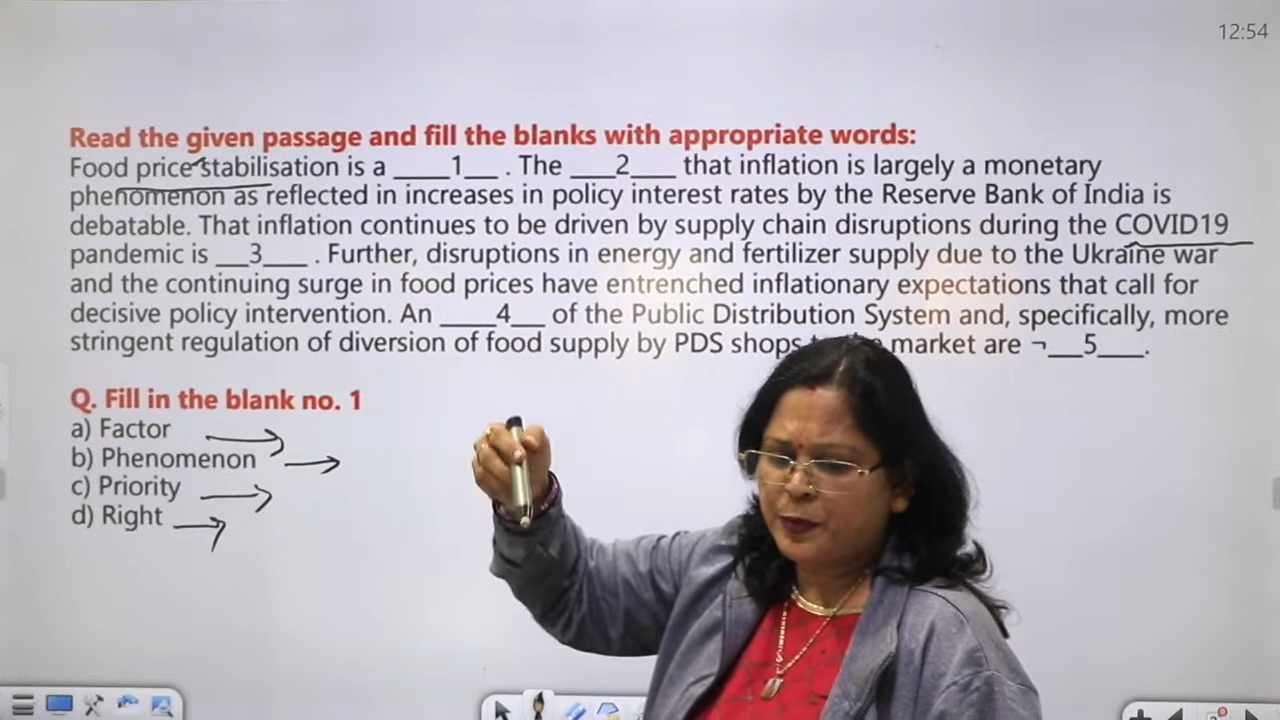 12:54
Read the given passage and fill the blanks with appropriate words:
Food price stabilisation is a ____1__ . The ___2___ that inflation is largely a monetary
phenomenon as reflected in increases in policy interest rates by the Reserve Bank of India is
debatable. That inflation continues to be driven by supply chain disruptions during the COVID19
pandemic is __3___ . Further, disruptions in energy and fertilizer supply due to the Ukraine war
and the continuing surge in food prices have entrenched inflationary expectations that call for
decisive policy intervention. An ____4__ of the Public Distribution System and, specifically, more
stringent regulation of diversion of food supply by PDS shops market are ¬__5___.
Q. Fill in the blank no. 1
a) Factor
b) Phenomenon
c) Priority
d) Right